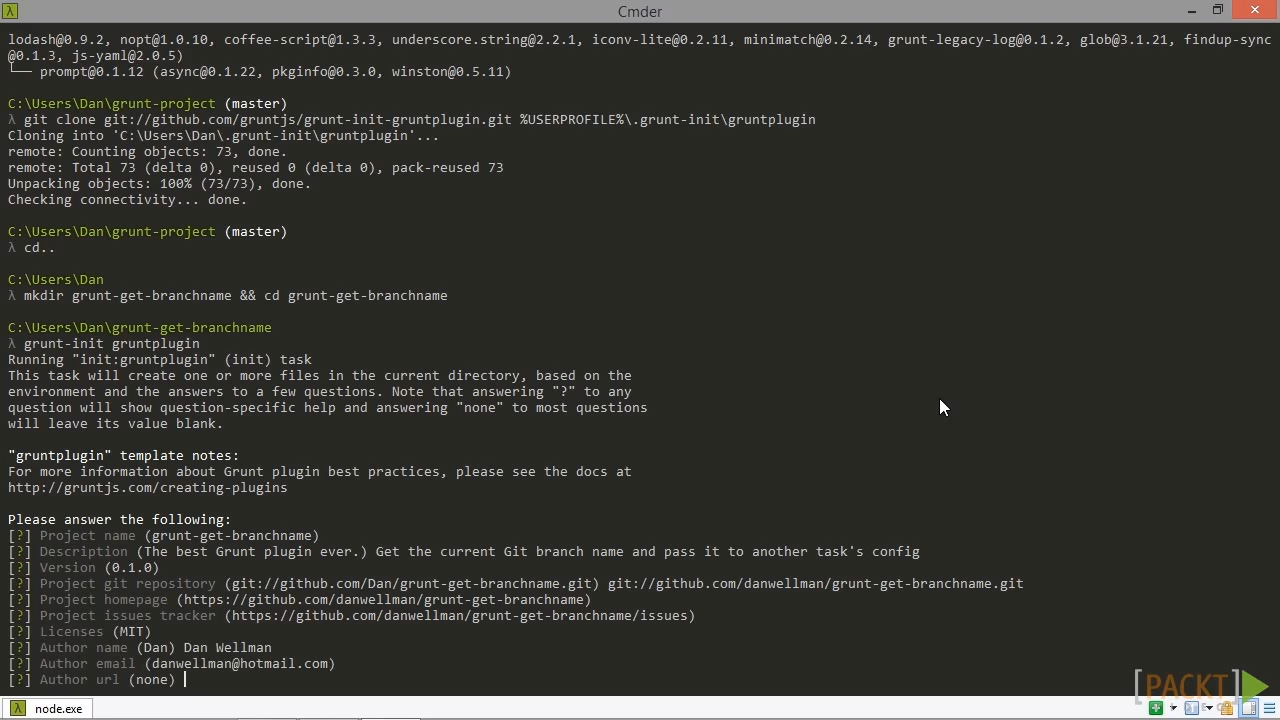 Cmder
lodash@0.9.2, nopt@1.0.10, coffee-script@1.3.3, underscore.string@2.2.1, iconv-lite@0.2.11, minimatch@0.2.14, grunt-legacy-log@0.1.2, glob@3.1.21, findup-sync
@0.1.3, js-yaml@2.0.5)
└── prompt@0.1.12 (async@0.1.22, pkginfo@0.3.0, winston@0.5.11)
C:\Users\Dan\grunt-project (master)
λ git clone git://github.com/gruntjs/grunt-init-gruntplugin.git %USERPROFILE%\.grunt-init\gruntplugin
Cloning into 'C:\Users\Dan\.grunt-init\gruntplugin'...
remote: Counting objects: 73, done.
remote: Total 73 (delta 0), reused 0 (delta 0), pack-reused 73
Unpacking objects: 100% (73/73), done.
Checking connectivity... done.
C:\Users\Dan\grunt-project (master)
λ cd..
C:\Users\Dan
λ mkdir grunt-get-branchname && cd grunt-get-branchname
C:\Users\Dan\grunt-get-branchname
λ grunt-init gruntplugin
Running "init:gruntplugin" (init) task
This task will create one or more files in the current directory, based on the
environment and the answers to a few questions. Note that answering "?" to any
question will show question-specific help and answering "none" to most questions
will leave its value blank.
"gruntplugin" template notes:
For more information about Grunt plugin best practices, please see the docs at
http://gruntjs.com/creating-plugins
Please answer the following:
[?] Project name (grunt-get-branchname)
[?] Description (The best Grunt plugin ever.) Get the current Git branch name and pass it to another task's config
[?] Version (0.1.0)
[?] Project git repository (git://github.com/Dan/grunt-get-branchname.git) git://github.com/danwellman/grunt-get-branchname.git
[?] Project homepage (https://github.com/danwellman/grunt-get-branchname)
[?] Project issues tracker (https://github.com/danwellman/grunt-get-branchname/issues)
[?] Licenses (MIT)
[?] Author name (Dan) Dan Wellman
[?] Author email (danwellman@hotmail.com)
[?] Author url (none)
[PACKT]
λ node.exe